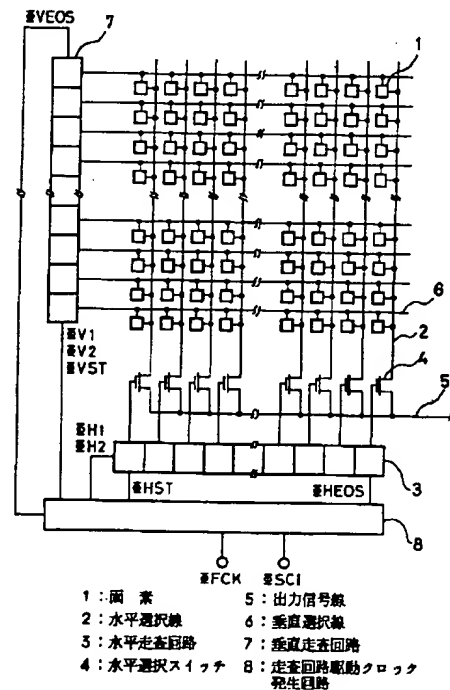 ΦVEOS
7
1
6
2
4
5
ΦV1
ΦV2
ΦVST
ΦH1
ΦH2
3
ΦHST
ΦHEOS
8
ΦFCK
ΦSCI
1：画 素
2：水平選択線
3：水平走査回路
4：水平選択スイッチ
5：出力信号線
6：垂直選択線
7：垂直走査回路
8：走査回路駆動クロック
発生回路